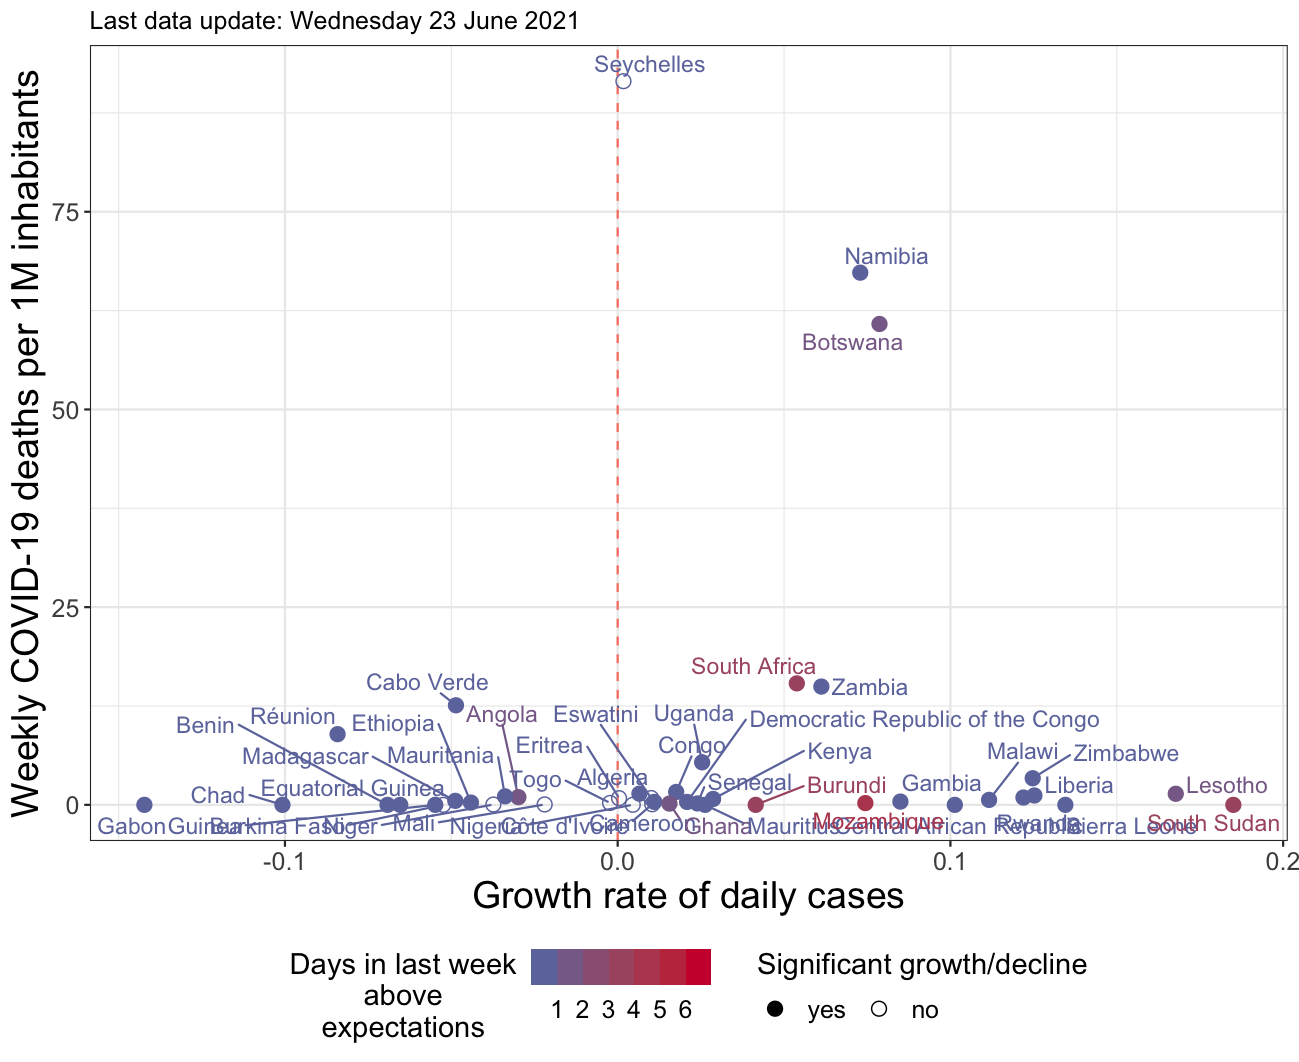 Last data update: Wednesday 23 June 2021
Weekly COVID-19 deaths per 1M inhabitants
Seychelles
75
Namibia
Botswana
50
25
South Africa
Cabo Verde
Zambia
Benin
Réunion
Ethiopia
Angola
Eswatini
Uganda
Democratic Republic of the Congo
Madagascar
Mauritania
Eritrea
Congo
Kenya
Malawi
Zimbabwe
Chad
Equatorial Guinea
Togo
Algeria
Senegal
Burundi
Gambia
Liberia
Lesotho
0
Gabon
Guinea
Burkina Faso
Niger
Mali
Nigeria
Côte d'Ivoire
Cameroon
Ghana
Mauritius
Mozambique
Central African Republic
Rwanda
Sierra Leone
South Sudan
-0.1
0.0
0.1
0.2
Growth rate of daily cases
Days in last week
above
expectations
1 2 3 4 5 6
Significant growth/decline
yes
no